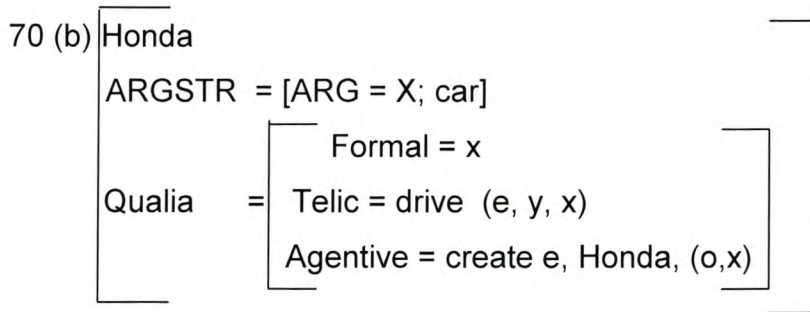 70 (b) Honda
ARGSTR = [ARG = X; car]
Formal = x
Qualia = Telic = drive (e, y, x)
Agentive = create e, Honda, (o,x)